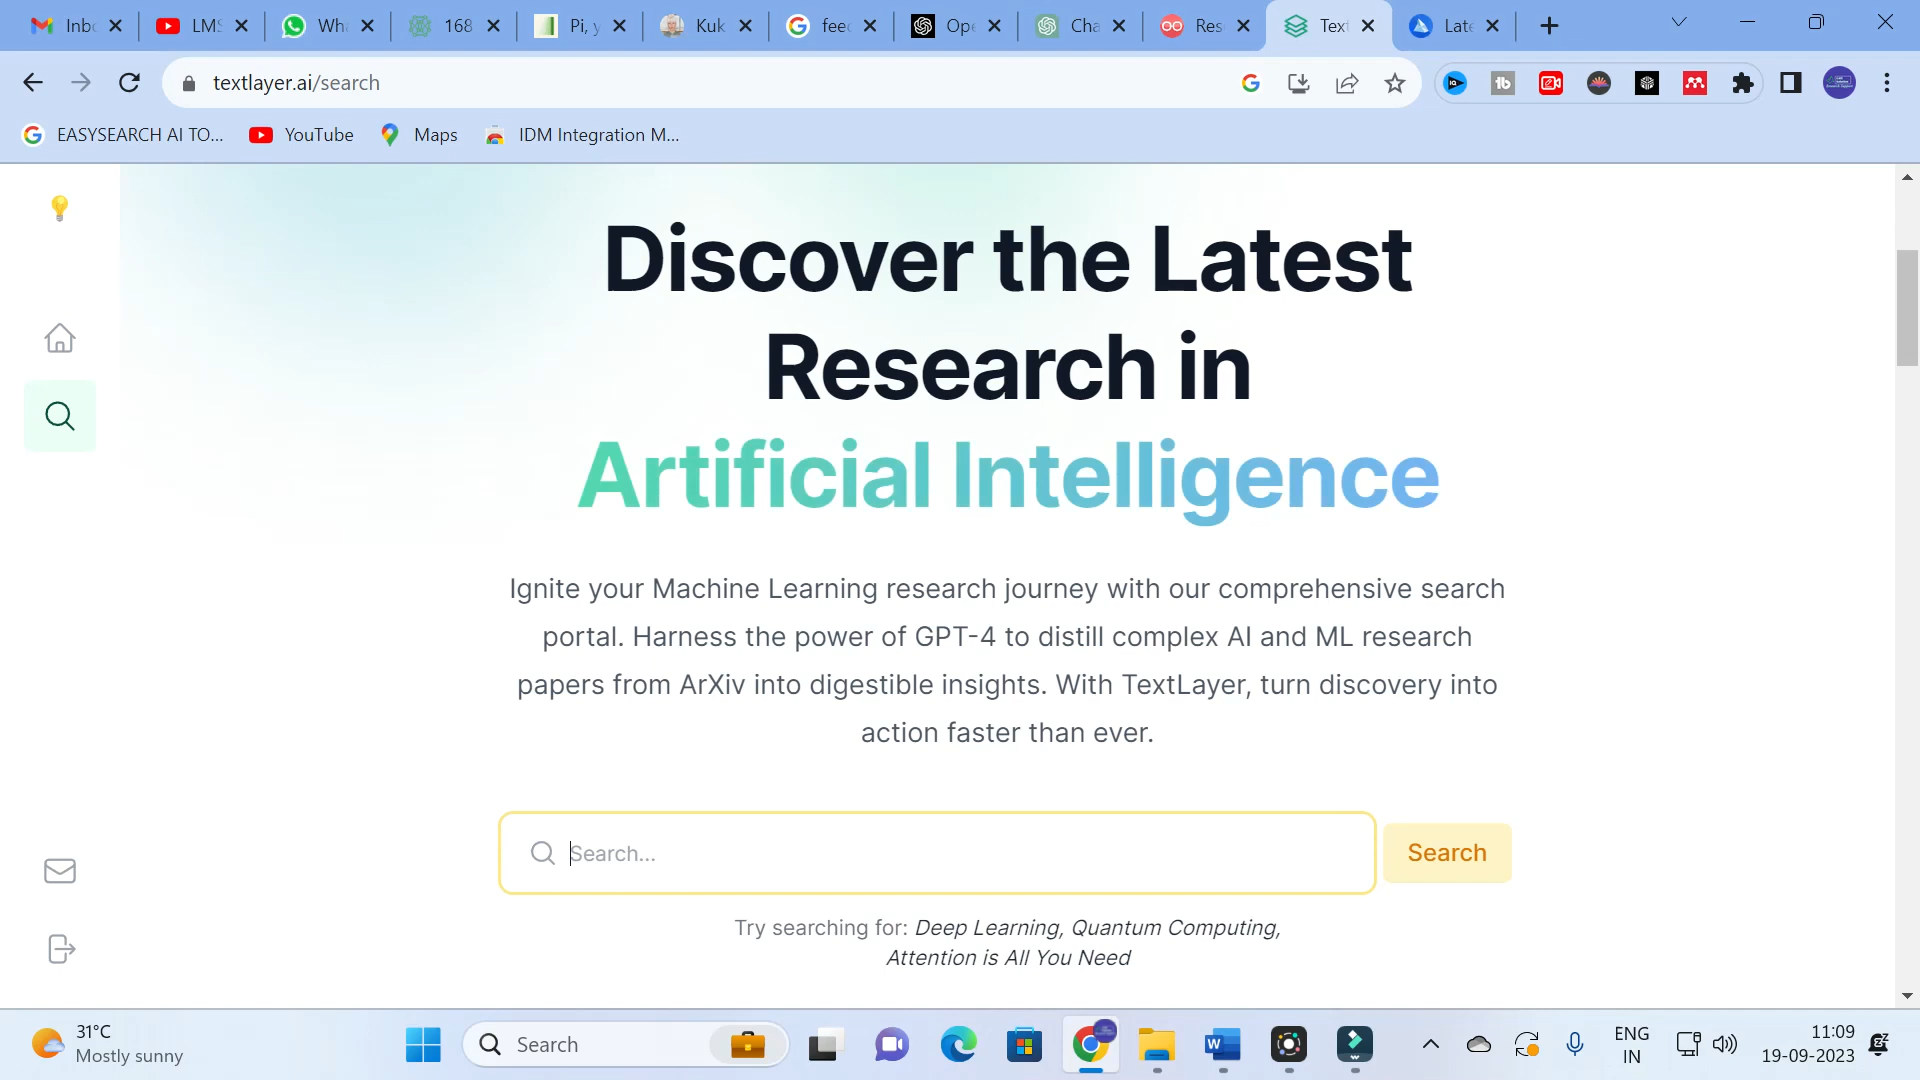 Inbc
LMS
Wha
168
Pi, y
Kuk
feed
Ope
Cha
Res
Text
Late
textlayer.ai/search
EASYSEARCH AI TO...
YouTube
Maps
IDM Integration M...
Discover the Latest
Research in
Artificial Intelligence
Ignite your Machine Learning research journey with our comprehensive search
portal. Harness the power of GPT-4 to distill complex AI and ML research
papers from ArXiv into digestible insights. With TextLayer, turn discovery into
action faster than ever.
Search...
Search
Try searching for: Deep Learning, Quantum Computing,
Attention is All You Need
31°C
Mostly sunny
Search
ENG
IN
11:09
19-09-2023